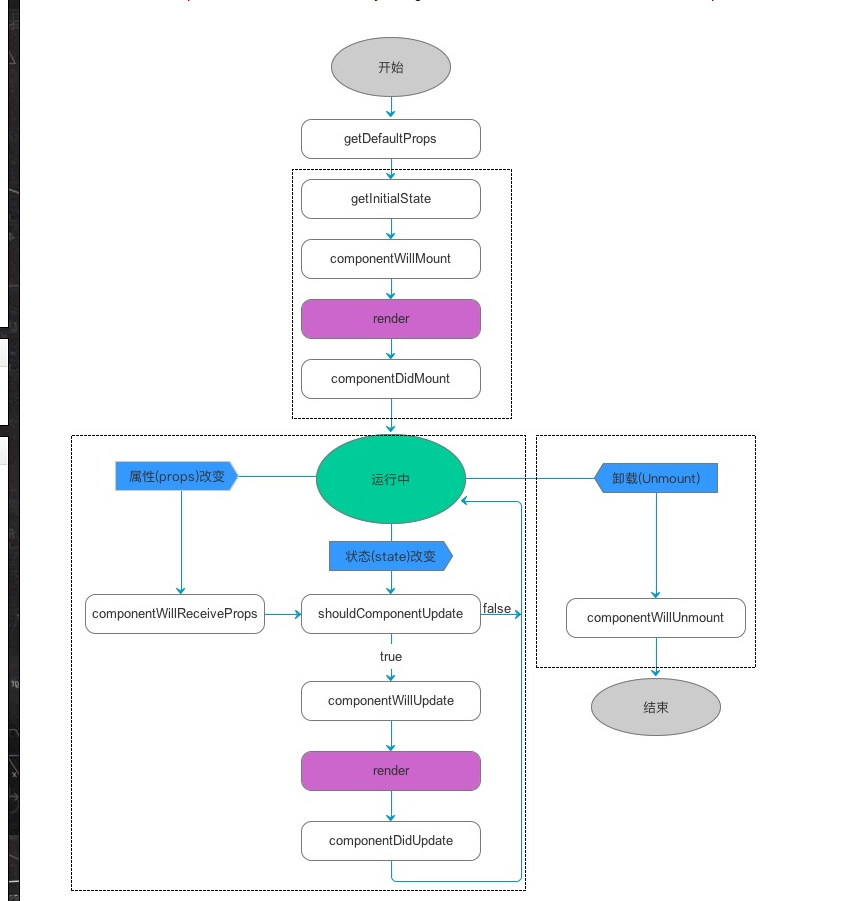 开始
getDefaultProps
getInitialState
componentWillMount
render
componentDidMount
运行中
属性(props)改变
卸载(Unmount)
状态(state)改变
componentWillReceiveProps
shouldComponentUpdate
false
componentWillUnmount
true
componentWillUpdate
结束
render
componentDidUpdate